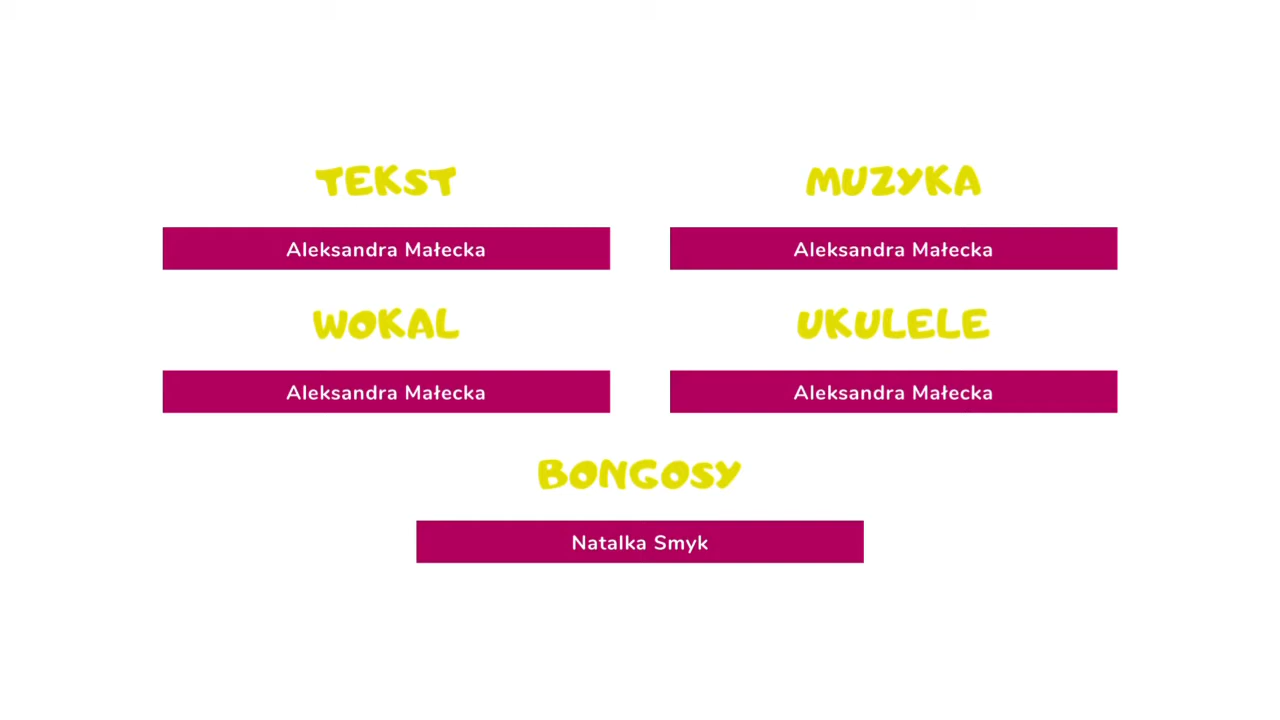 TEKST
MUZYKA
Aleksandra Małecka
Aleksandra Małecka
WOKAL
UKULELE
Aleksandra Małecka
Aleksandra Małecka
BONGOSY
Natalka Smyk